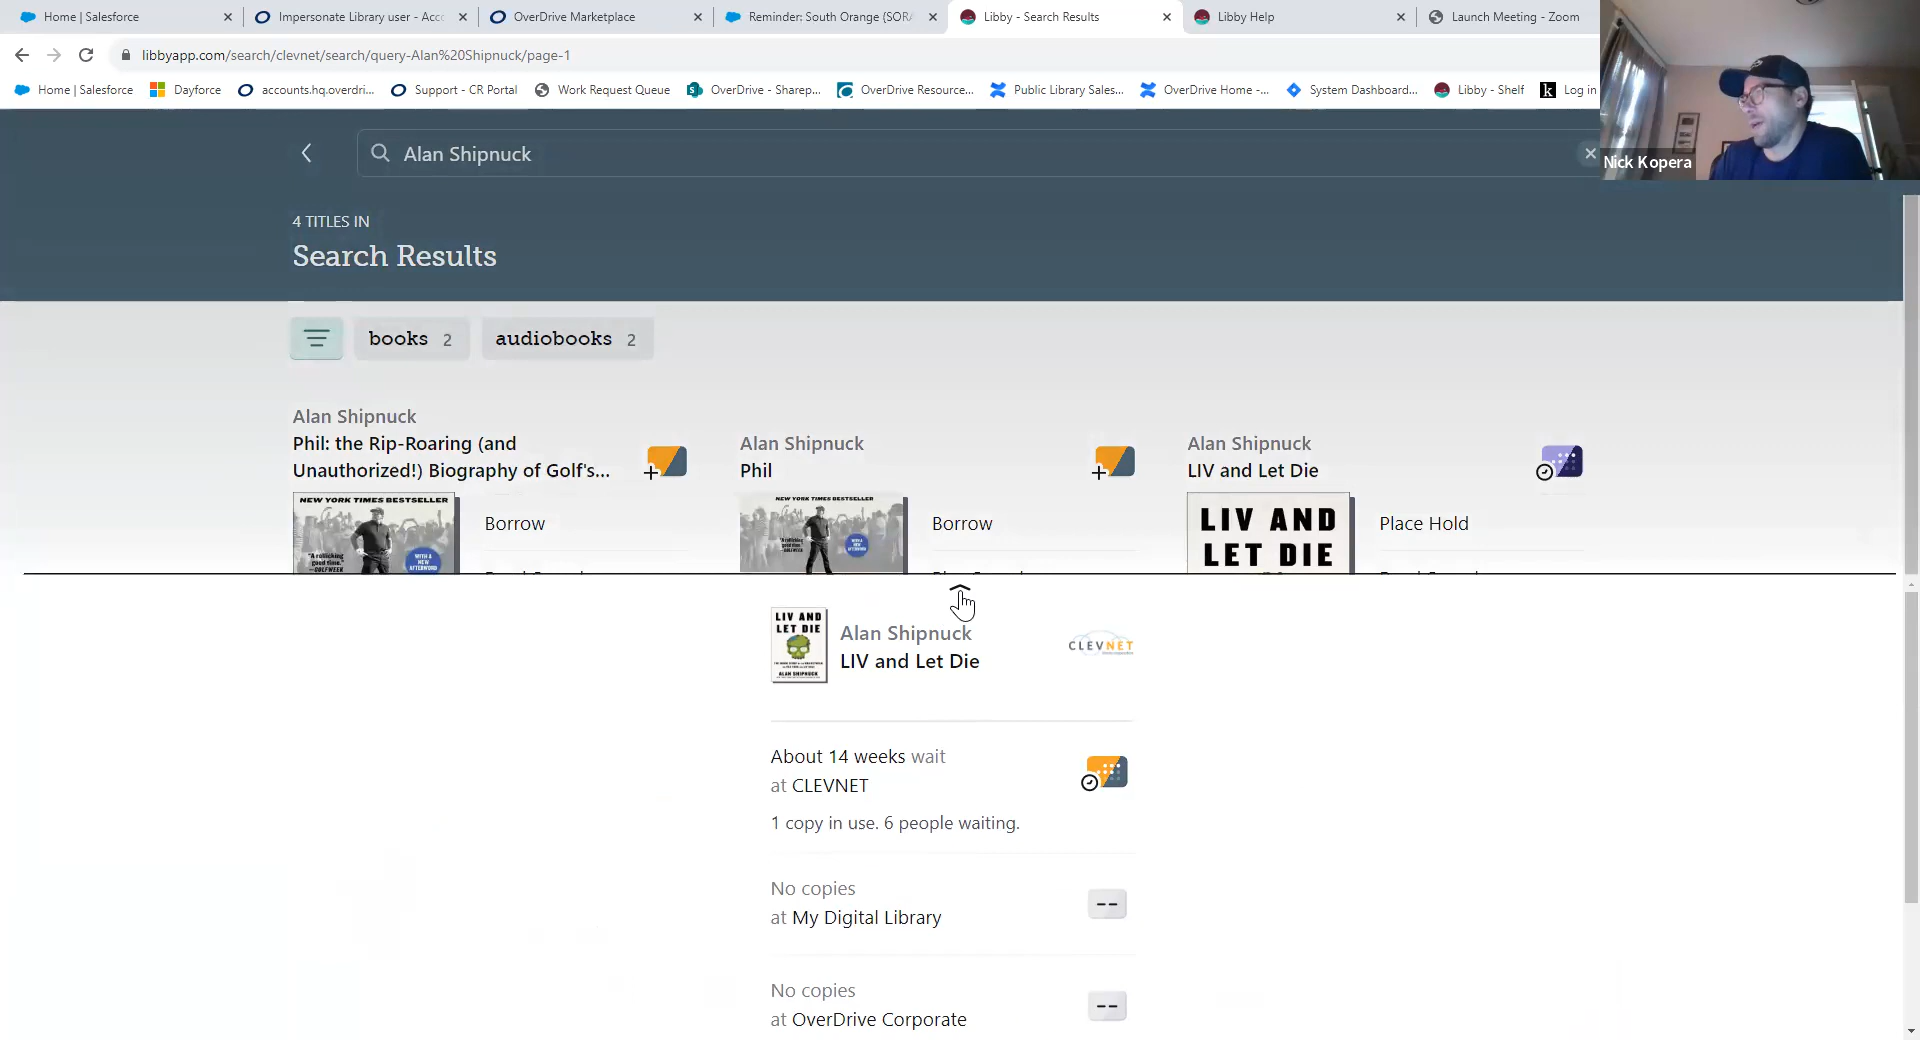 Home | Salesforce
Impersonate Library user - Acco
OverDrive Marketplace
Reminder: South Orange (SORA
Libby - Search Results
Libby Help
Launch Meeting - Zoom
libbyapp.com/search/clevnet/search/query-Alan%20Shipnuck/page-1
Home | Salesforce
Dayforce
accounts.hq.overdri...
Support - CR Portal
Work Request Queue
OverDrive - Sharep...
OverDrive Resource...
Public Library Sales...
OverDrive Home -...
System Dashboard...
Libby - Shelf
k
Log in
Nick Kopera
Alan Shipnuck
4 TITLES IN
Search Results
books 2
audiobooks 2
Alan Shipnuck
Phil: the Rip-Roaring (and
Unauthorized!) Biography of Golf's...
NEW YORK TIMES BESTSELLER
Borrow
Alan Shipnuck
Phil
NEW YORK TIMES BESTSELLER
Borrow
Alan Shipnuck
LIV and Let Die
LIV AND
LET DIE
Place Hold
LIV AND
LET DIE
ALAN SHIPNUCK
Alan Shipnuck
LIV and Let Die
CLEVNET
About 14 weeks wait
at CLEVNET
1 copy in use. 6 people waiting.
No copies
at My Digital Library
--
No copies
at OverDrive Corporate
--